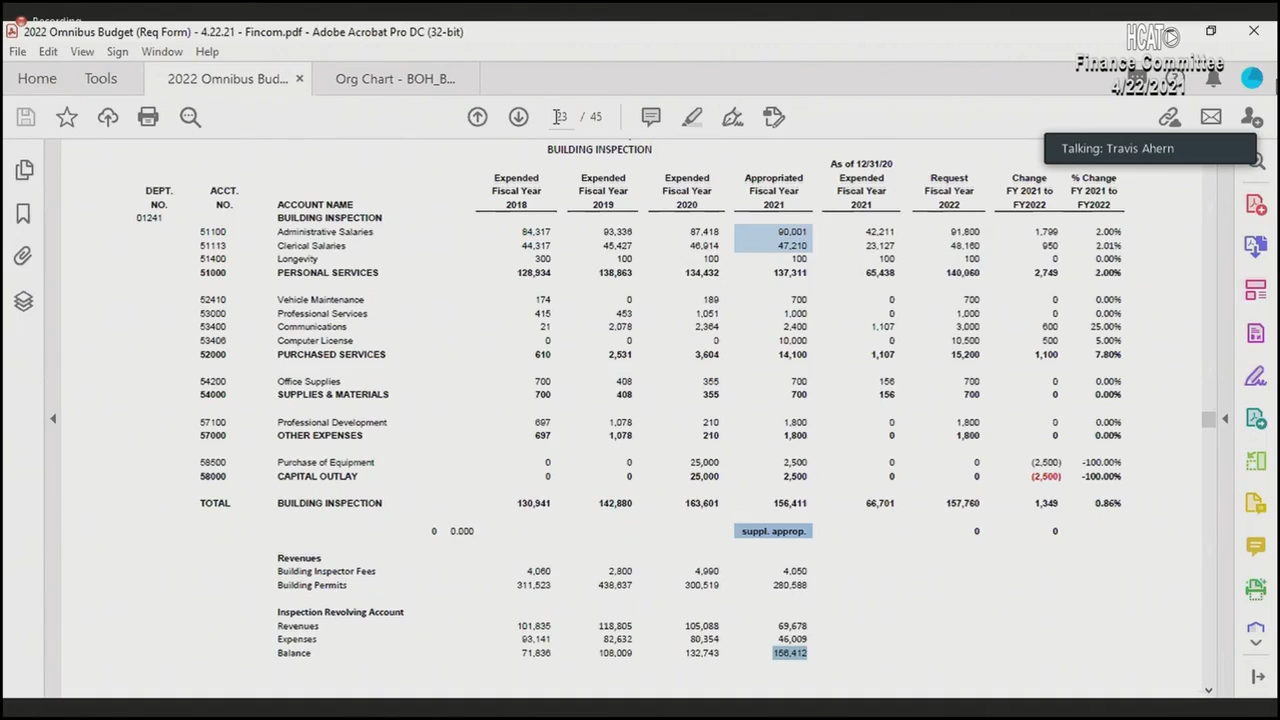 Recording
2022 Omnibus Budget (Req Form) - 4.22.21 - Fincom.pdf - Adobe Acrobat Pro DC (32-bit)
HCAT
File Edit View Sign Window Help
Finance Committee
4/22/2021
Home Tools 2022 Omnibus Bud... × Org Chart - BOH_B...
23 / 45
Talking: Travis Ahern
BUILDING INSPECTION
As of 12/31/20
Expended Expended Expended Appropriated Expended Request Change % Change
DEPT. ACCT. Fiscal Year Fiscal Year Fiscal Year Fiscal Year Fiscal Year Fiscal Year FY 2021 to FY 2021 to
NO. NO. ACCOUNT NAME 2018 2019 2020 2021 2021 2022 FY2022 FY2022
01241 BUILDING INSPECTION
51100 Administrative Salaries 84,317 93,336 87,418 90,001 42,211 91,800 1,799 2.00%
51113 Clerical Salaries 44,317 45,427 46,914 47,210 23,127 48,160 950 2.01%
51400 Longevity 300 100 100 100 100 100 0 0.00%
51000 PERSONAL SERVICES 128,934 138,863 134,432 137,311 65,438 140,060 2,749 2.00%
52410 Vehicle Maintenance 174 0 189 700 0 700 0 0.00%
53000 Professional Services 415 453 1,051 1,000 0 1,000 0 0.00%
53400 Communications 21 2,078 2,364 2,400 1,107 3,000 600 25.00%
53406 Computer License 0 0 0 10,000 0 10,500 500 5.00%
52000 PURCHASED SERVICES 610 2,531 3,604 14,100 1,107 15,200 1,100 7.80%
54200 Office Supplies 700 408 355 700 156 700 0 0.00%
54000 SUPPLIES & MATERIALS 700 408 355 700 156 700 0 0.00%
57100 Professional Development 697 1,078 210 1,800 0 1,800 0 0.00%
57000 OTHER EXPENSES 697 1,078 210 1,800 0 1,800 0 0.00%
58500 Purchase of Equipment 0 0 25,000 2,500 0 0 (2,500) -100.00%
58000 CAPITAL OUTLAY 0 0 25,000 2,500 0 0 (2,500) -100.00%
TOTAL BUILDING INSPECTION 130,941 142,880 163,601 156,411 66,701 157,760 1,349 0.86%
0 0.000 suppl. approp. 0 0
Revenues
Building Inspector Fees 4,060 2,800 4,990 4,050
Building Permits 311,523 438,637 300,519 280,588
Inspection Revolving Account
Revenues 101,835 118,805 105,088 69,678
Expenses 93,141 82,632 80,354 46,009
Balance 71,836 108,009 132,743 156,412